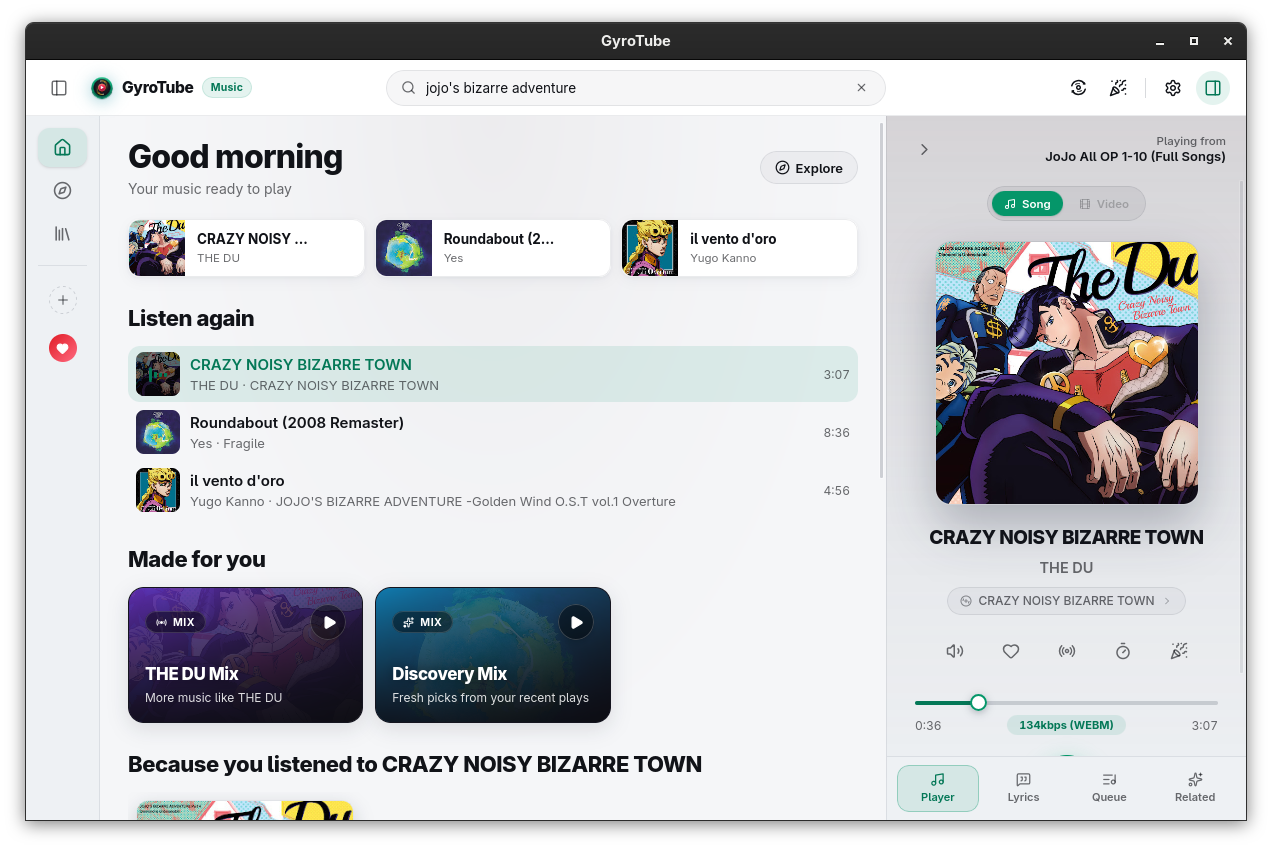 GyroTube
GyroTube
Music
jojo's bizarre adventure
Good morning
Your music ready to play
Explore
CRAZY NOISY ...
THE DU
Roundabout (2...
Yes
il vento d'oro
Yugo Kanno
Listen again
CRAZY NOISY BIZARRE TOWN
THE DU · CRAZY NOISY BIZARRE TOWN
3:07
Roundabout (2008 Remaster)
Yes · Fragile
8:36
il vento d'oro
Yugo Kanno · JOJO'S BIZARRE ADVENTURE -Golden Wind O.S.T vol.1 Overture
4:56
Made for you
MIX
THE DU Mix
More music like THE DU
MIX
Discovery Mix
Fresh picks from your recent plays
Because you listened to CRAZY NOISY BIZARRE TOWN
Playing from
JoJo All OP 1-10 (Full Songs)
Song
Video
The Du
Crazy Noisy
Bizarre Town
CRAZY NOISY BIZARRE TOWN
THE DU
CRAZY NOISY BIZARRE TOWN
0:36
134kbps (WEBM)
3:07
Player
Lyrics
Queue
Related